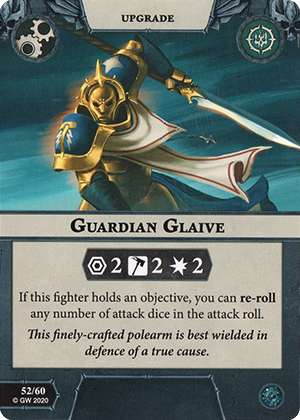 UPGRADE
GUARDIAN GLAIVE
2 2 2
If this fighter holds an objective, you can re-roll
any number of attack dice in the attack roll.
This finely-crafted polearm is best wielded in
defence of a true cause.
52/60
© GW 2020